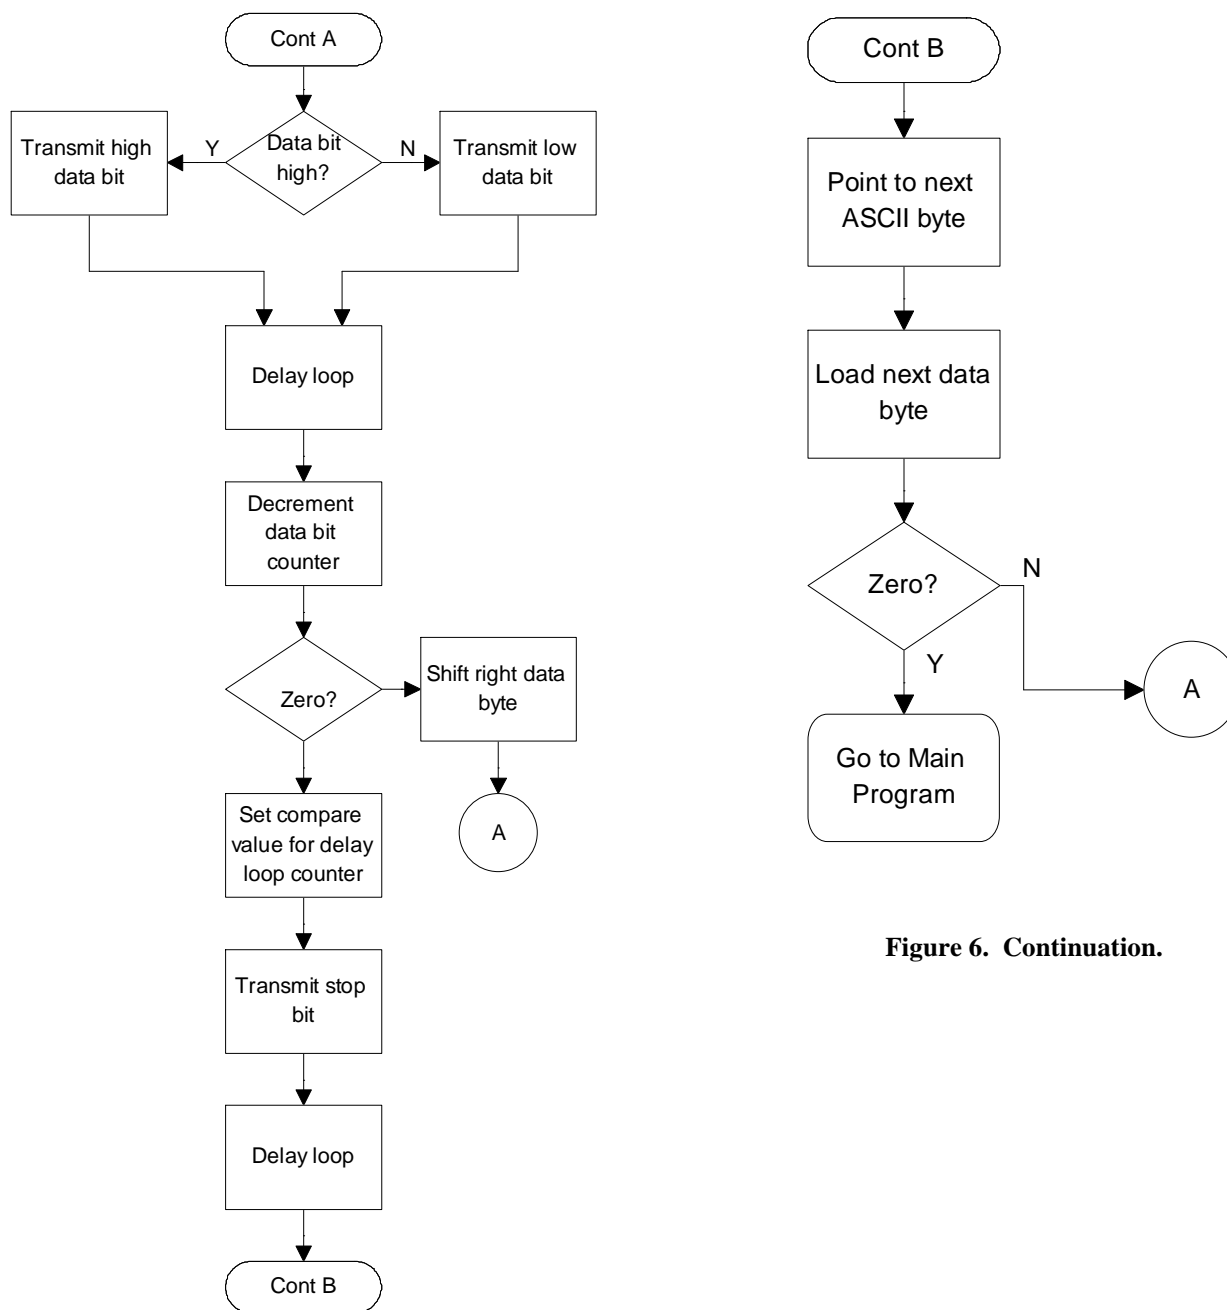 Cont A
Data bit
high?
Y
N
Transmit high
data bit
Transmit low
data bit
Delay loop
Decrement
data bit
counter
Zero?
Shift right data
byte
A
Set compare
value for delay
loop counter
Transmit stop
bit
Delay loop
Cont B
Cont B
Point to next
ASCII byte
Load next data
byte
Zero?
N
Y
A
Go to Main
Program
Figure 6. Continuation.